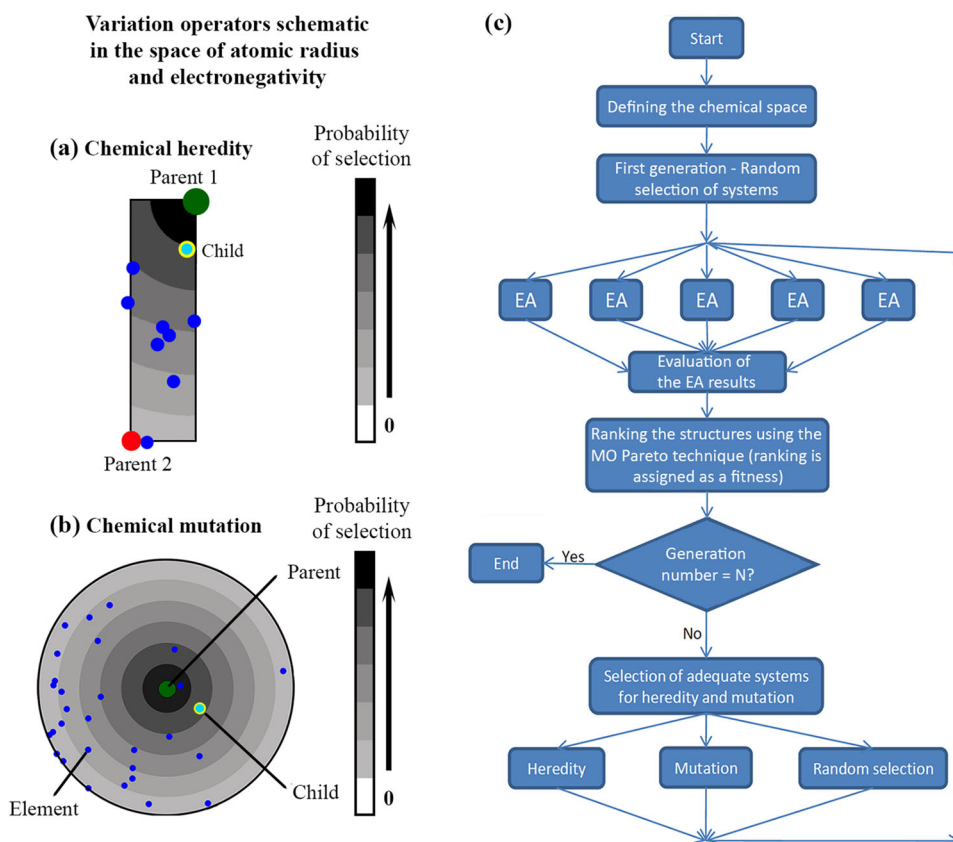 Variation operators schematic
in the space of atomic radius
and electronegativity
(a) Chemical heredity
Probability
of selection
Parent 1
Child
Parent 2
0
(b) Chemical mutation
Probability
of selection
Parent
Element
Child
0
(c)
Start
Defining the chemical space
First generation - Random
selection of systems
EA
EA
EA
EA
EA
Evaluation of
the EA results
Ranking the structures using the
MO Pareto technique (ranking is
assigned as a fitness)
Generation
number = N?
Yes
End
No
Selection of adequate systems
for heredity and mutation
Heredity
Mutation
Random selection